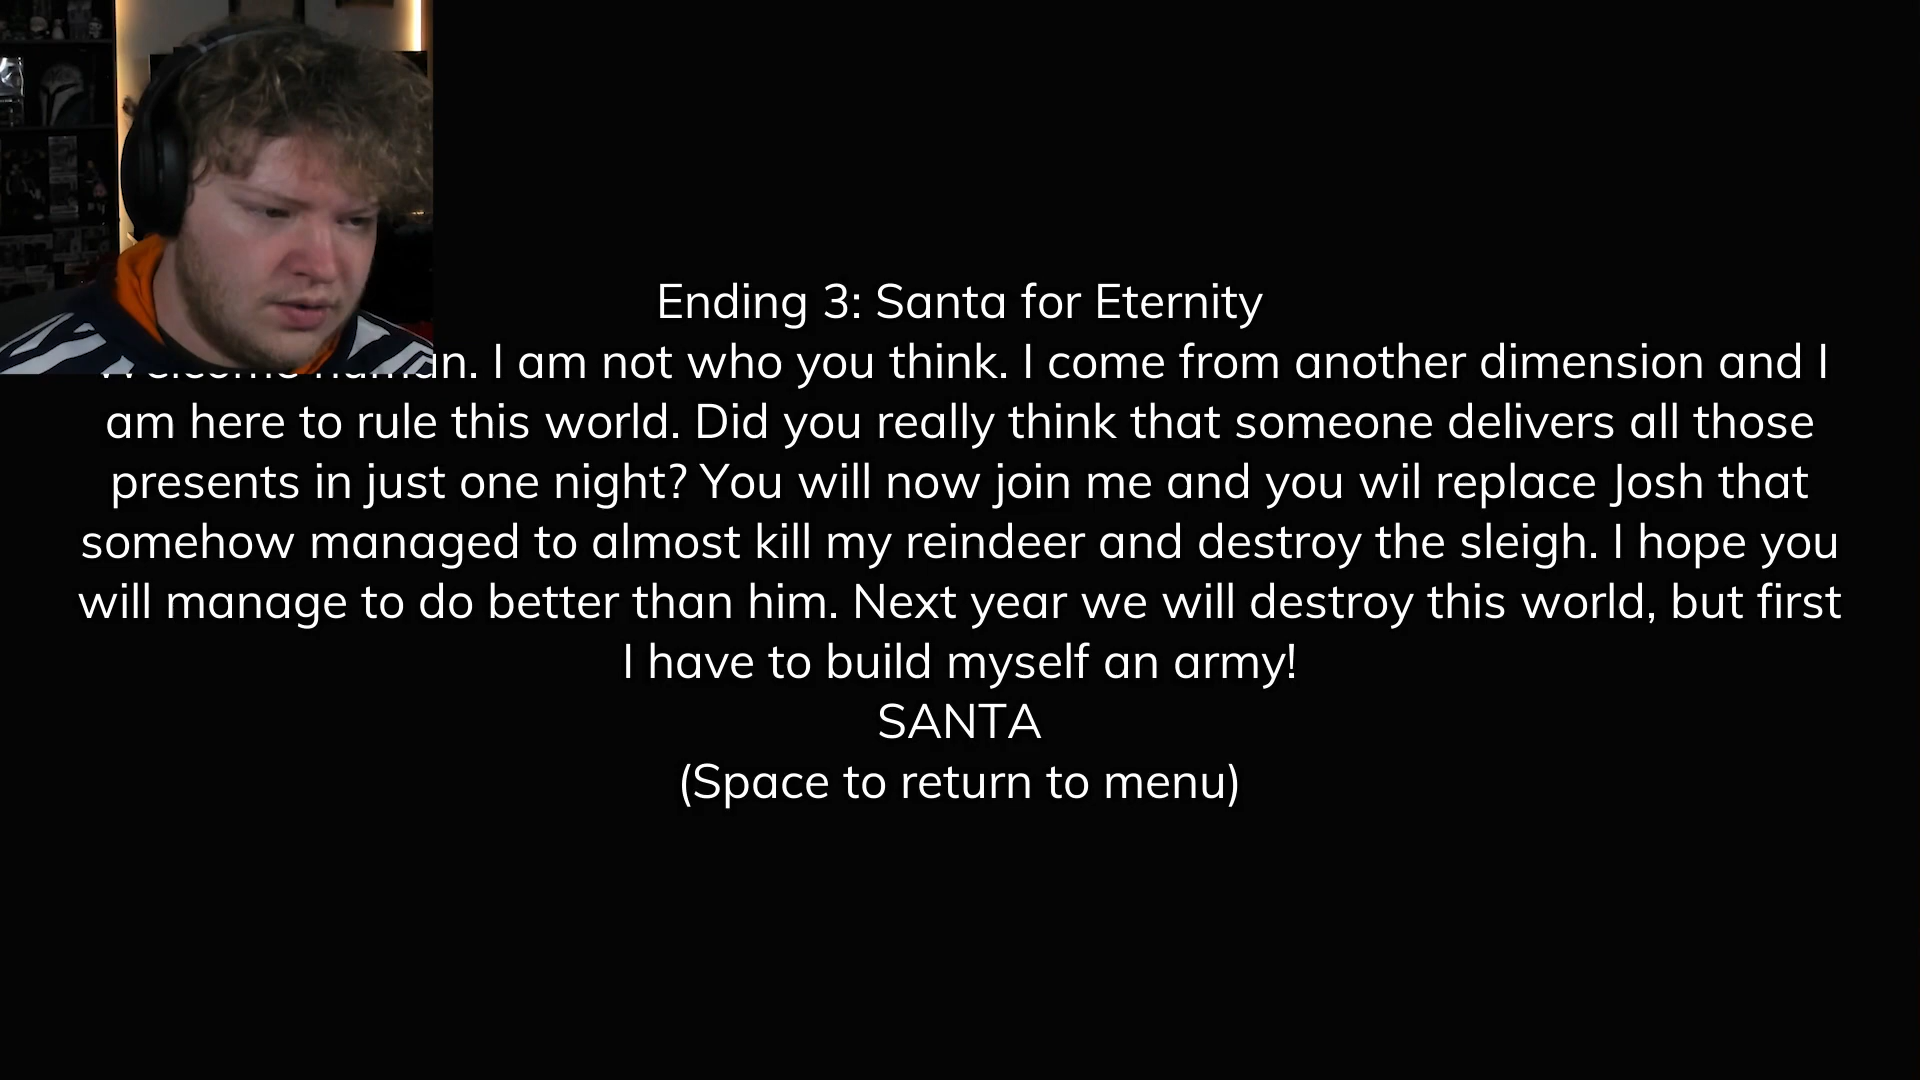 Ending 3: Santa for Eternity
Welcome human. I am not who you think. I come from another dimension and I
am here to rule this world. Did you really think that someone delivers all those
presents in just one night? You will now join me and you wil replace Josh that
somehow managed to almost kill my reindeer and destroy the sleigh. I hope you
will manage to do better than him. Next year we will destroy this world, but first
I have to build myself an army!
SANTA
(Space to return to menu)